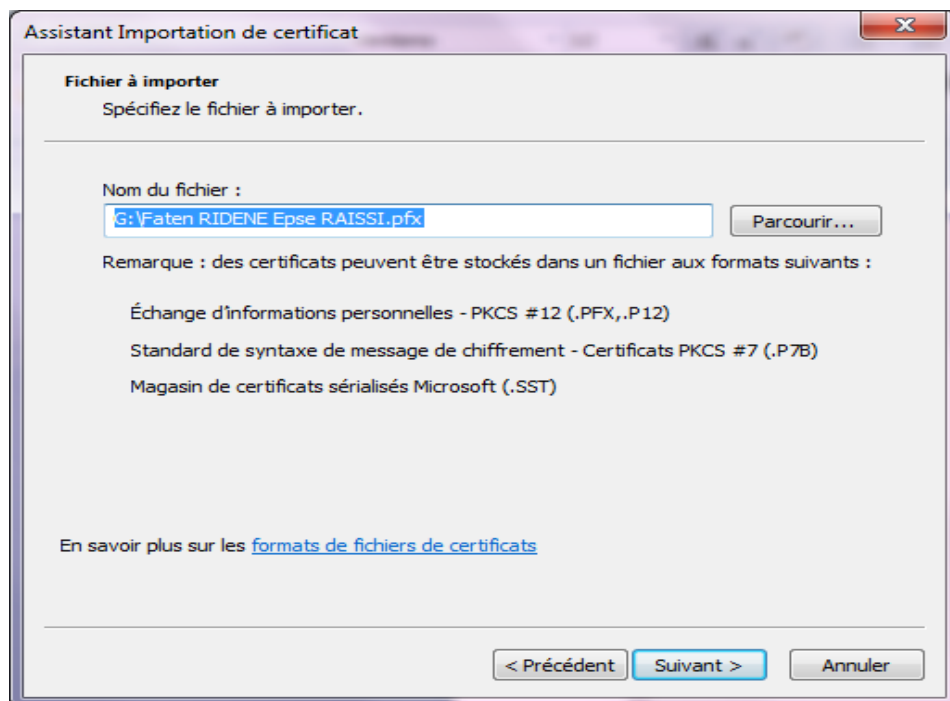 Assistant Importation de certificat
Fichier à importer
Spécifiez le fichier à importer.
Nom du fichier :
G:\Faten RIDENE Epse RAISSI.pfx
Parcourir...
Remarque : des certificats peuvent être stockés dans un fichier aux formats suivants :
Échange d'informations personnelles - PKCS #12 (.PFX,.P12)
Standard de syntaxe de message de chiffrement - Certificats PKCS #7 (.P7B)
Magasin de certificats sérialisés Microsoft (.SST)
En savoir plus sur les formats de fichiers de certificats
< Précédent
Suivant >
Annuler